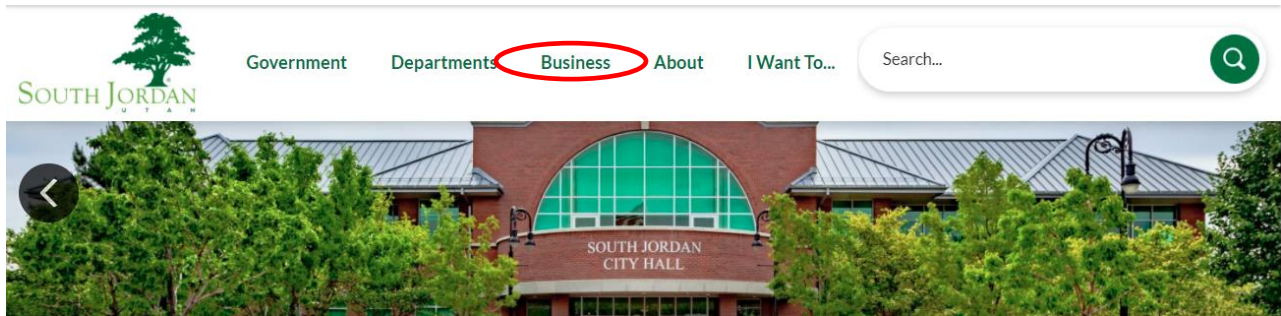 SOUTH JORDAN
UTAH
Government Departments Business About I Want To... Search...
SOUTH JORDAN
CITY HALL